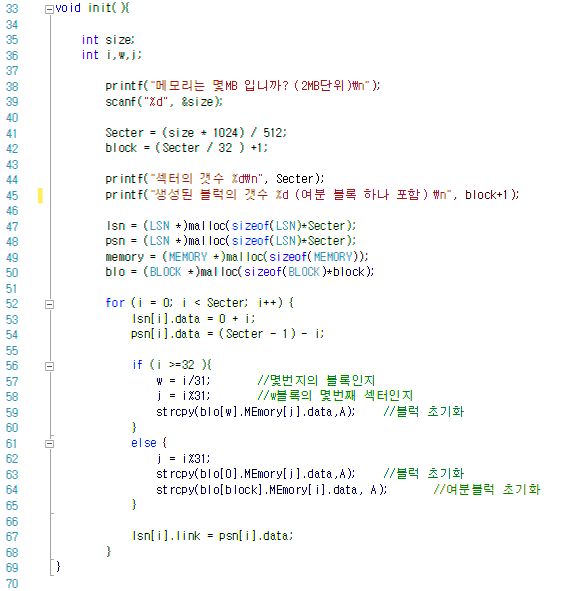 33 void init(){
34
35 int size;
36 int i,w,j;
37
38 printf("메모리는 몇MB 입니까? (2MB단위)\n");
39 scanf("%d", &size);
40
41 Secter = (size * 1024) / 512;
42 block = (Secter / 32 ) +1;
43
44 printf("섹터의 갯수 %d\n", Secter);
45 printf("생성된 블럭의 갯수 %d (여분 블록 하나 포함) \n", block+1);
46
47 lsn = (LSN *)malloc(sizeof(LSN)*Secter);
48 psn = (LSN *)malloc(sizeof(LSN)*Secter);
49 memory = (MEMORY *)malloc(sizeof(MEMORY));
50 blo = (BLOCK *)malloc(sizeof(BLOCK)*block);
51
52 for (i = 0; i < Secter; i++) {
53 lsn[i].data = 0 + i;
54 psn[i].data = (Secter - 1) - i;
55
56 if (i >=32 ){
57 w = i/31; //몇번지의 블록인지
58 j = i%31; //w블록의 몇번째 섹터인지
59 strcpy(blo[w].MEmory[j].data,A); //블럭 초기화
60 }
61 else {
62 j = i%31;
63 strcpy(blo[0].MEmory[j].data,A); //블럭 초기화
64 strcpy(blo[block].MEmory[i].data, A); //여분블럭 초기화
65 }
66
67 lsn[i].link = psn[i].data;
68 }
69 }
70